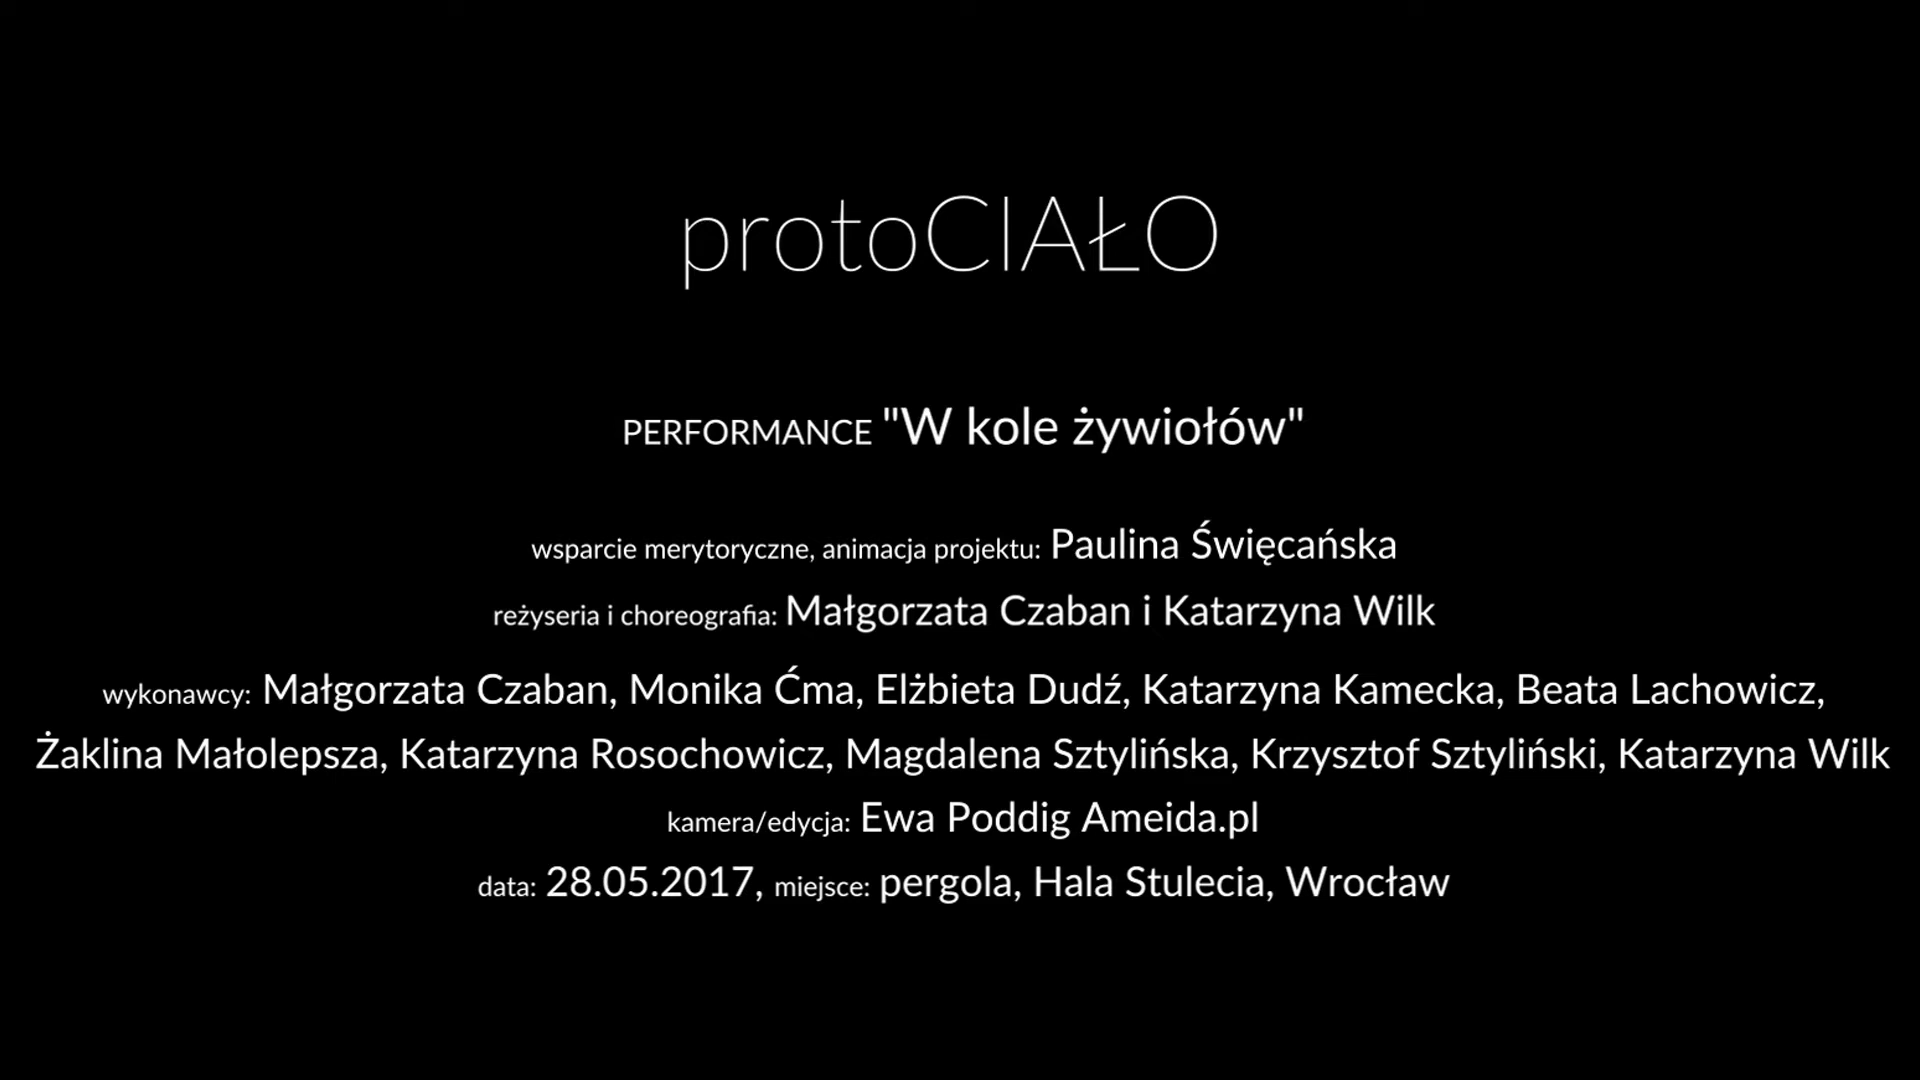 protoCIAŁO
PERFORMANCE "W kole żywiołów"
wsparcie merytoryczne, animacja projektu: Paulina Święcańska
reżyseria i choreografia: Małgorzata Czaban i Katarzyna Wilk
wykonawcy: Małgorzata Czaban, Monika Ćma, Elżbieta Dudź, Katarzyna Kamecka, Beata Lachowicz,
Żaklina Małolepsza, Katarzyna Rosochowicz, Magdalena Sztylińska, Krzysztof Sztyliński, Katarzyna Wilk
kamera/edycja: Ewa Poddig Ameida.pl
data: 28.05.2017, miejsce: pergola, Hala Stulecia, Wrocław